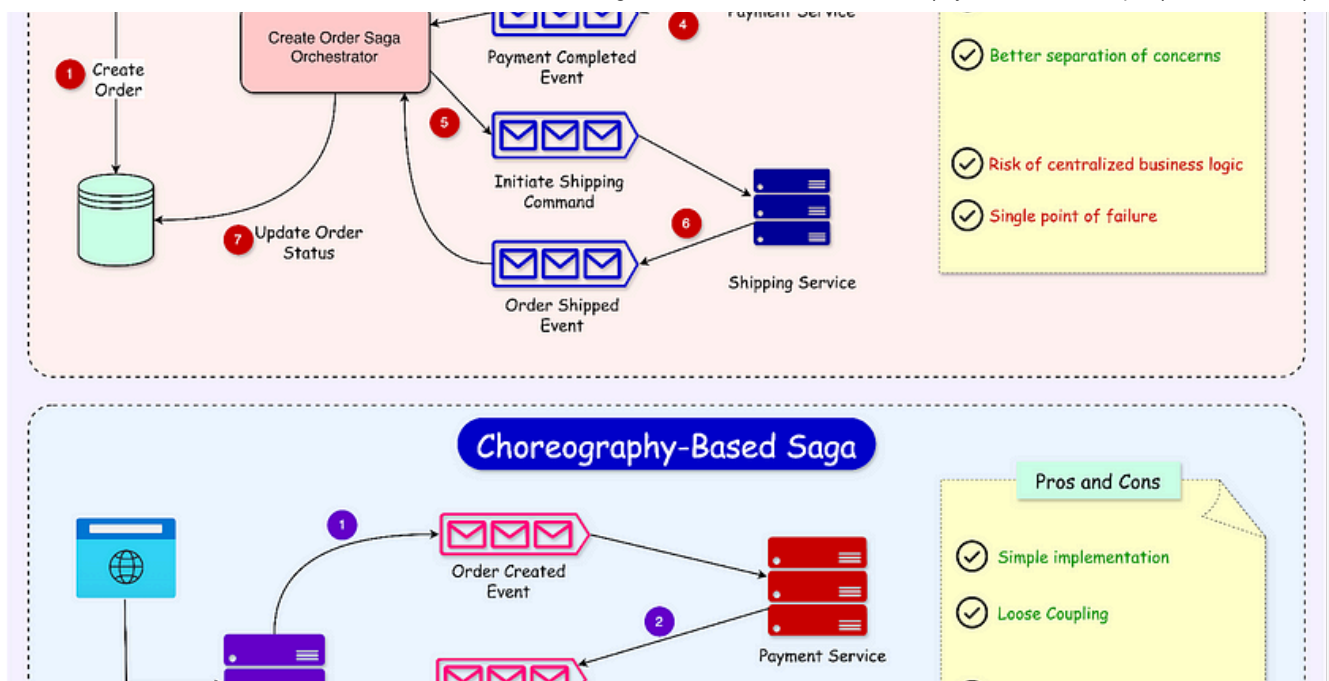 Payment Service
4
Create Order Saga
Orchestrator
Payment Completed
Event
Better separation of concerns
1
Create
Order
5
Risk of centralized business logic
Initiate Shipping
Command
Single point of failure
6
7
Update Order
Status
Shipping Service
Order Shipped
Event
Choreography-Based Saga
Pros and Cons
1
Simple implementation
Order Created
Event
Loose Coupling
2
Payment Service